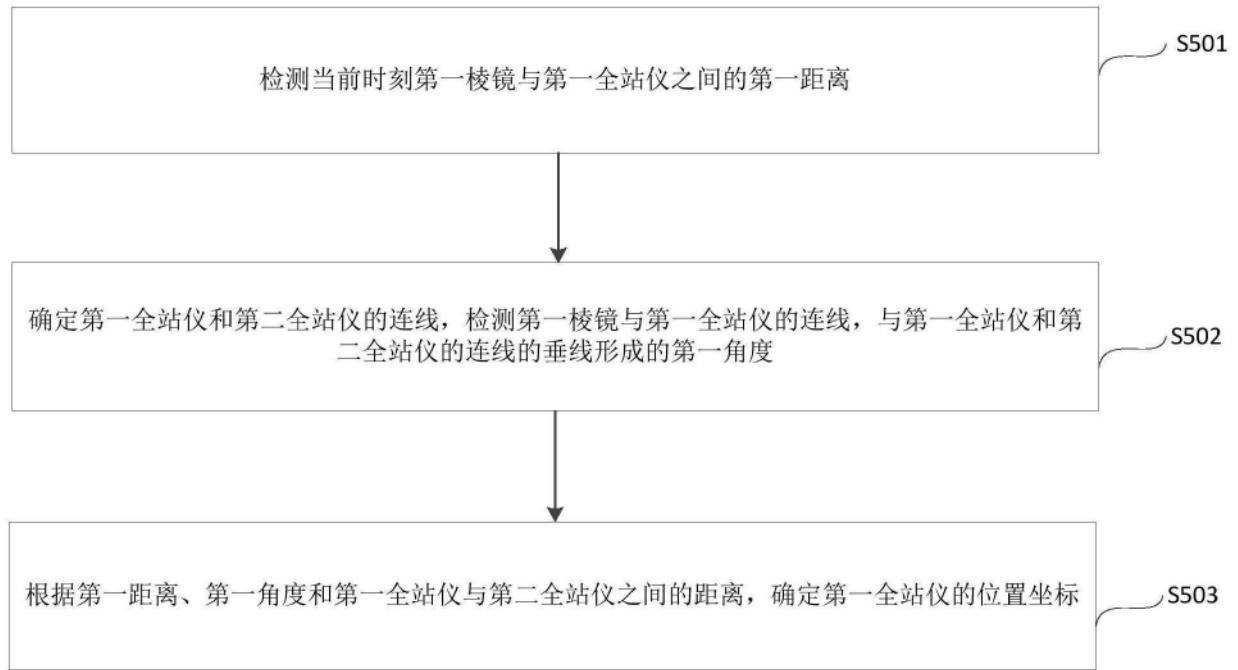 检测当前时刻第一棱镜与第一全站仪之间的第一距离
S501
确定第一全站仪和第二全站仪的连线，检测第一棱镜与第一全站仪的连线，与第一全站仪和第
二全站仪的连线的垂线形成的第一角度
S502
根据第一距离、第一角度和第一全站仪与第二全站仪之间的距离，确定第一全站仪的位置坐标
S503